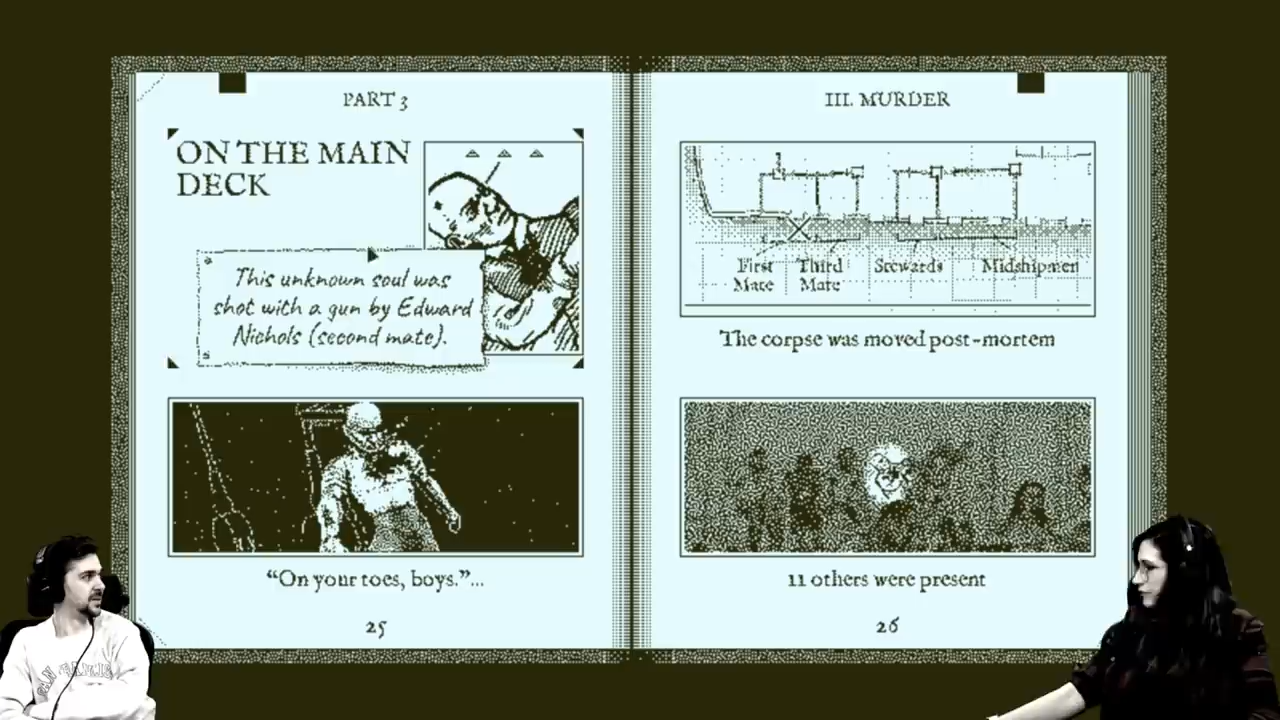 PART 3
ON THE MAIN
DECK
This unknown soul was
shot with a gun by Edward
Nichols (second mate).
"On your toes, boys."...
25
III. MURDER
First Third Stewards Midshipmen
Mate Mate
The corpse was moved post-mortem
11 others were present
26